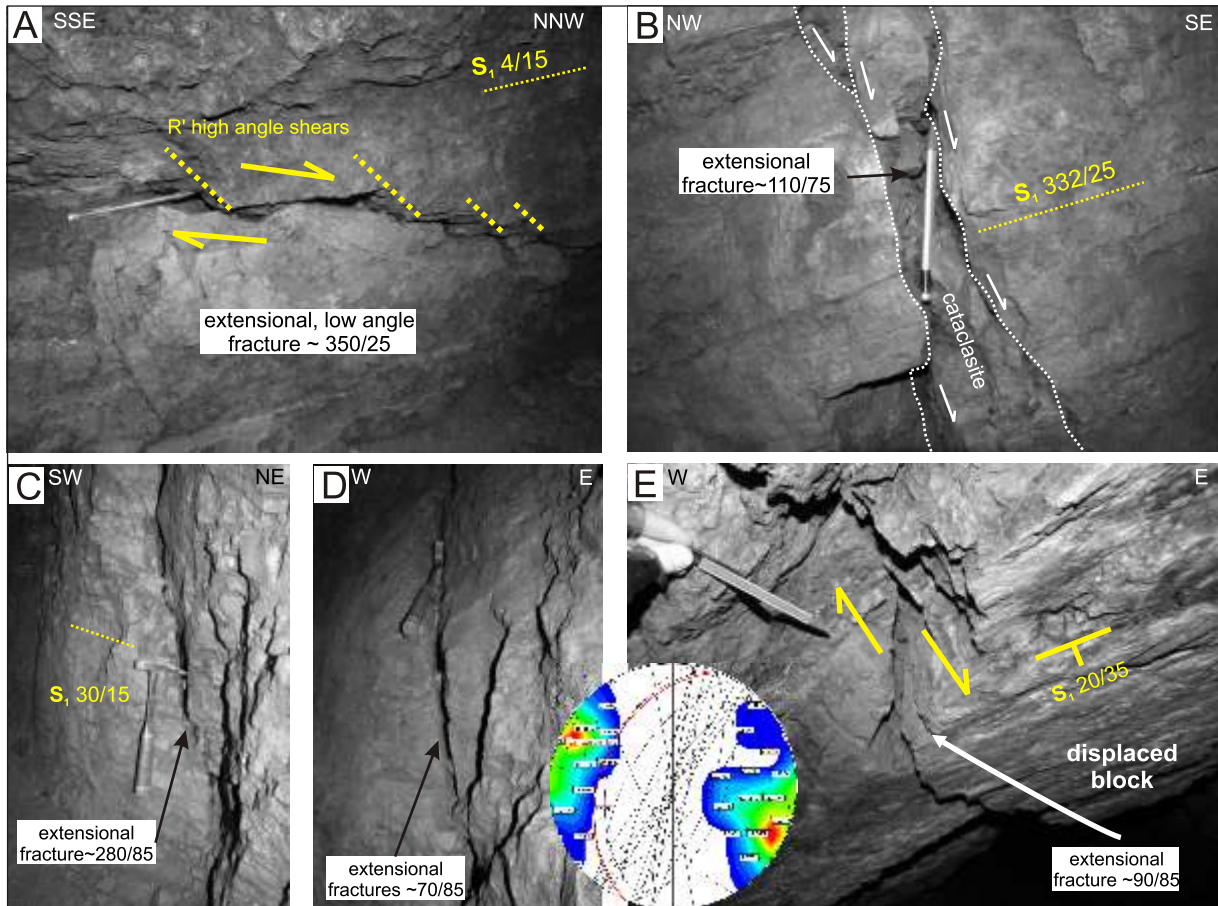 A
SSE
NNW
S1 4/15
R' high angle shears
extensional, low angle
fracture ~ 350/25
B
NW
SE
extensional
fracture~110/75
S1 332/25
cataclasite
C
SW
NE
S1 30/15
extensional
fracture~280/85
D
W
E
extensional
fractures ~70/85
E
W
E
S1 20/35
displaced
block
extensional
fracture ~90/85